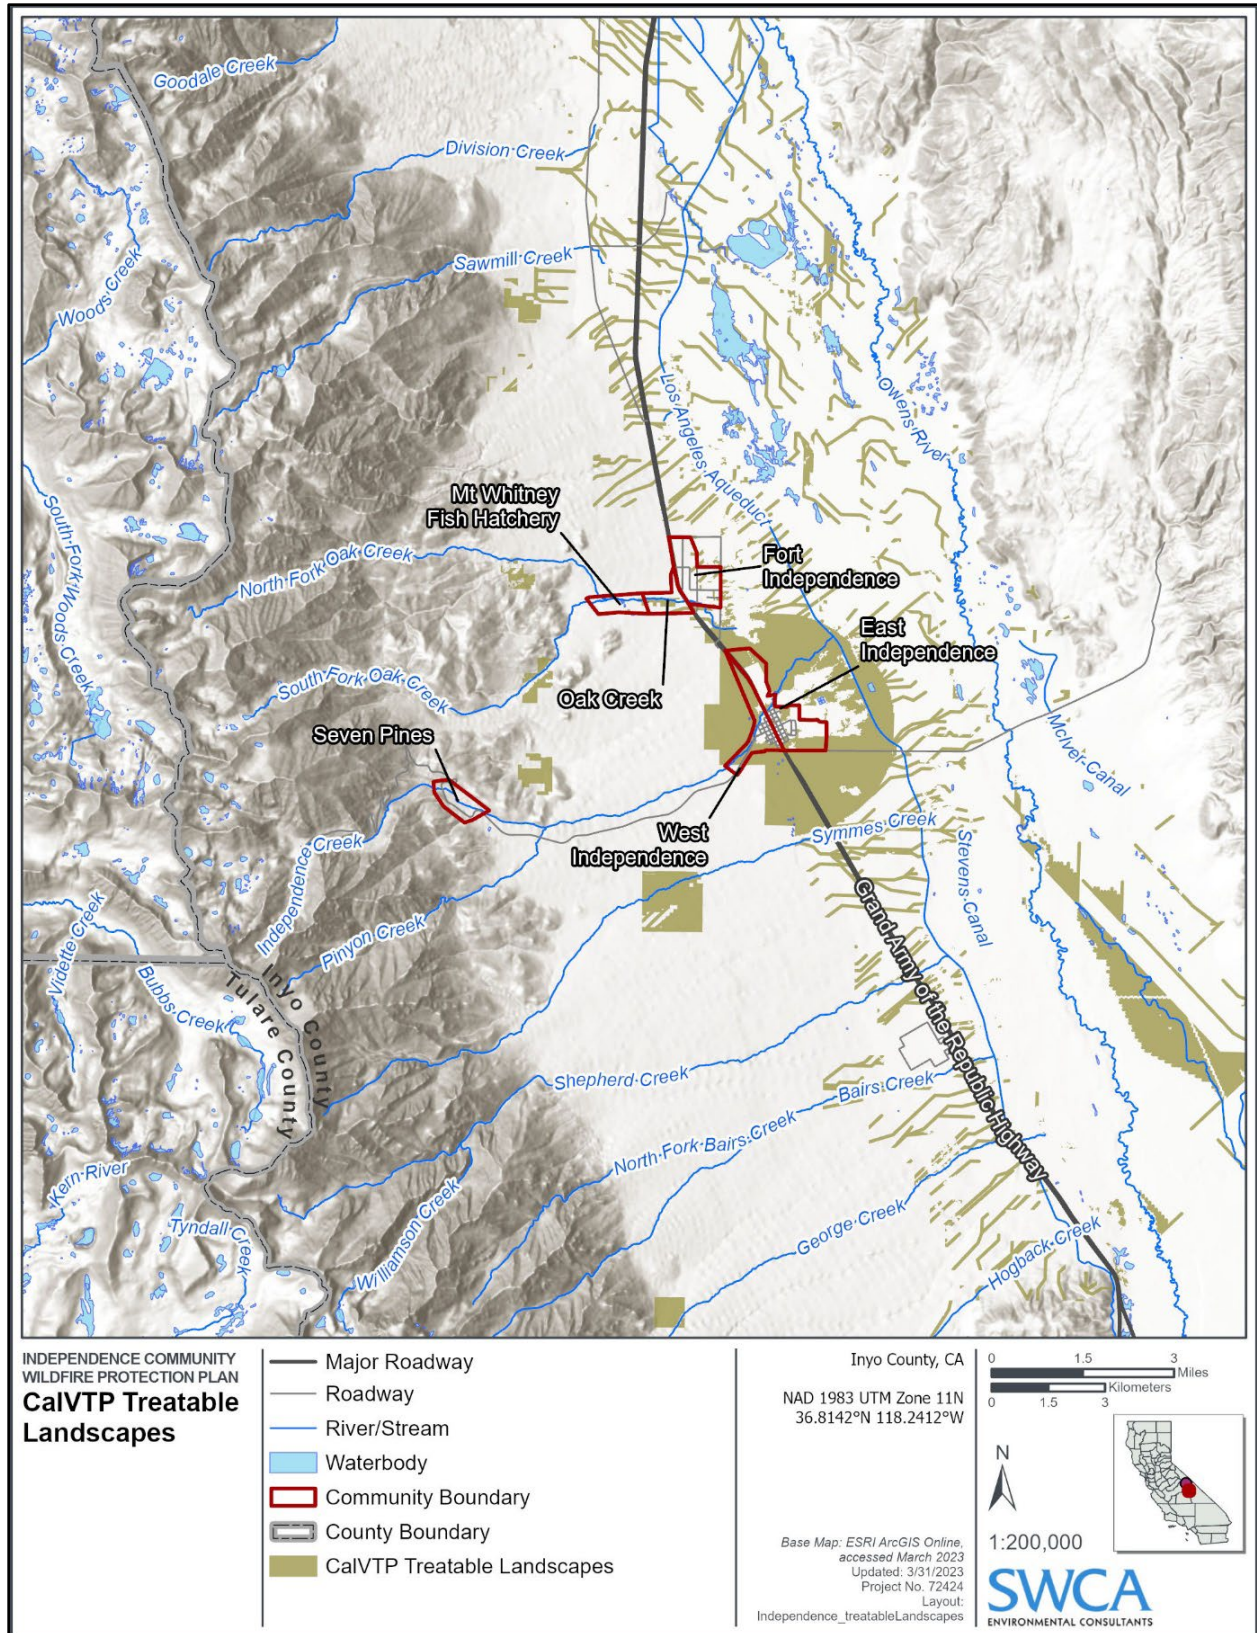 Goodale Creek
Division Creek
Sawmill Creek
Woods Creek
Owens River
Los Angeles Aqueduct
South Fork Woods Creek
Mt Whitney
Fish Hatchery
North Fork Oak Creek
Fort
Independence
East
Independence
South Fork Oak Creek
Oak Creek
Seven Pines
McIver Canal
West
Independence
Symmes Creek
Stevens Canal
Independence Creek
Pinyon Creek
Vidette Creek
Bubbs Creek
Inyo County
Tulare County
Grand Army of the Republic Highway
Shepherd Creek
Bairs Creek
North Fork Bairs Creek
Kern River
Tyndall Creek
Williamson Creek
George Creek
Hogback Creek
INDEPENDENCE COMMUNITY
WILDFIRE PROTECTION PLAN
CalVTP Treatable
Landscapes
Major Roadway
Roadway
River/Stream
Waterbody
Community Boundary
County Boundary
CalVTP Treatable Landscapes
Inyo County, CA
NAD 1983 UTM Zone 11N
36.8142°N 118.2412°W
Base Map: ESRI ArcGIS Online,
accessed March 2023
Updated: 3/31/2023
Project No. 72424
Layout:
Independence_treatableLandscapes
0 1.5 3
Miles
Kilometers
0 1.5 3
N
1:200,000
SWCA
ENVIRONMENTAL CONSULTANTS